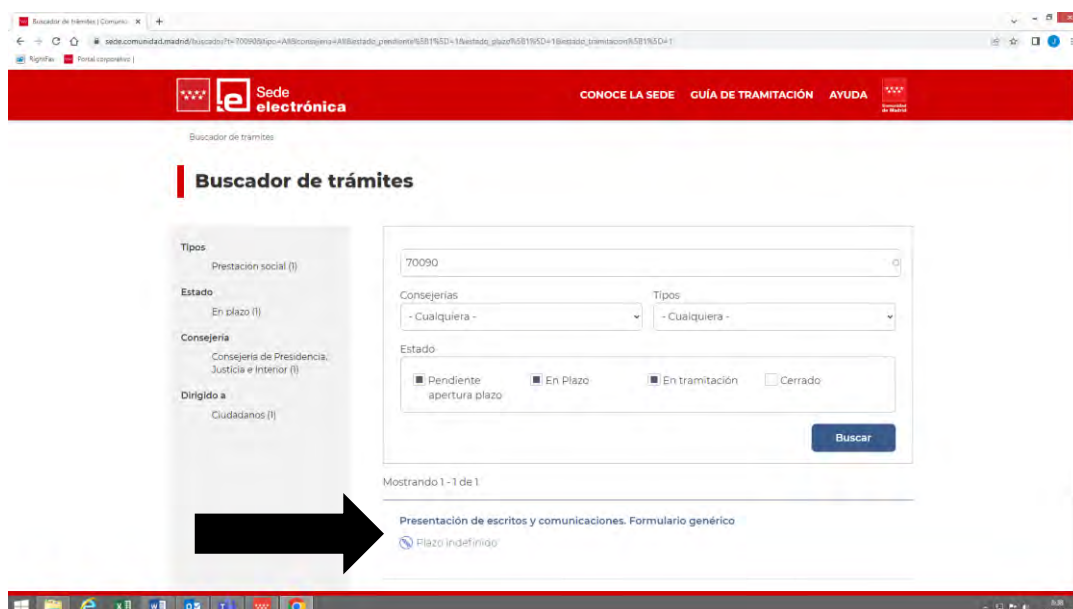 Buscador de trámites | Comunic
sede.comunidad.madrid/buscador?t=70090&tipo=All&consejeria=All&estado_pendiente%5B1%5D=1&estado_plazo%5B1%5D=1&estado_tramitacion%5B1%5D=1
RightFax Portal corporativo |
Sede
electrónica
CONOCE LA SEDE GUÍA DE TRAMITACIÓN AYUDA
Comunidad
de Madrid
Buscador de trámites
Buscador de trámites
Tipos
Prestación social (1)
Estado
En plazo (1)
Consejería
Consejería de Presidencia,
Justicia e Interior (1)
Dirigido a
Ciudadanos (1)
70090
Consejerías Tipos
- Cualquiera - - Cualquiera -
Estado
Pendiente
apertura plazo
En Plazo
En tramitación
Cerrado
Buscar
Mostrando 1 - 1 de 1
Presentación de escritos y comunicaciones. Formulario genérico
Plazo indefinido